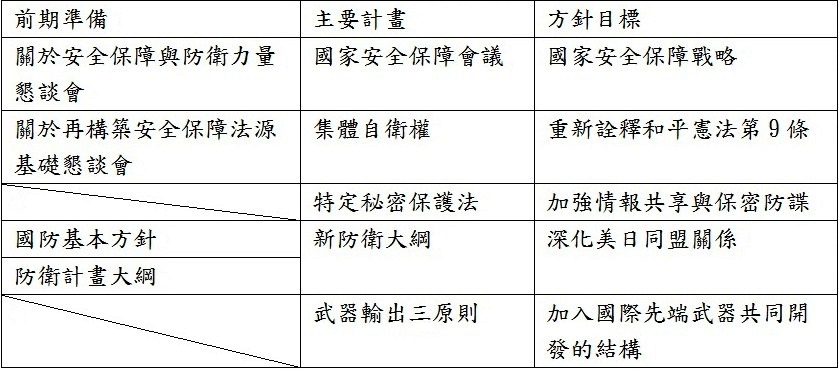 前期準備 主要計畫 方針目標
關於安全保障與防衛力量 國家安全保障會議 國家安全保障戰略
懇談會
關於再構築安全保障法源 集體自衛權 重新詮釋和平憲法第9條
基礎懇談會
特定秘密保護法 加強情報共享與保密防諜
國防基本方針 新防衛大綱 深化美日同盟關係
防衛計畫大綱
武器輸出三原則 加入國際先端武器共同開
發的結構